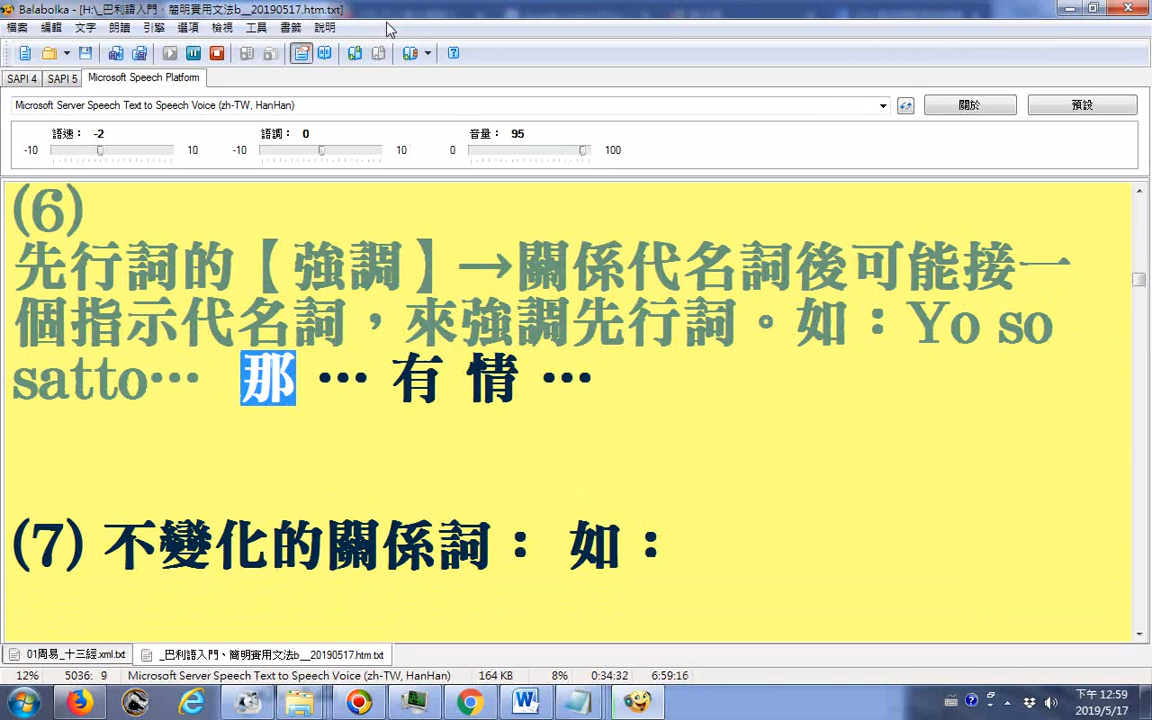 Balabolka - [H:\_巴利語入門、簡明實用文法b__20190517.htm.txt]
檔案 編輯 文字 朗讀 引擎 選項 檢視 工具 書籤 說明
SAPI 4 SAPI 5 Microsoft Speech Platform
Microsoft Server Speech Text to Speech Voice (zh-TW, HanHan) 關於 預設
語速： -2 語調： 0 音量： 95
-10 10 -10 10 0 100
(6)
先行詞的【強調】→關係代名詞後可能接一
個指示代名詞，來強調先行詞。如：Yo so
satto… 那 … 有 情 …
(7) 不變化的關係詞： 如：
01周易_十三經.xml.txt _巴利語入門、簡明實用文法b__20190517.htm.txt
12% 5036: 9 Microsoft Server Speech Text to Speech Voice (zh-TW, HanHan) 164 KB 8% 0:34:32 6:59:16
下午 12:59
2019/5/17